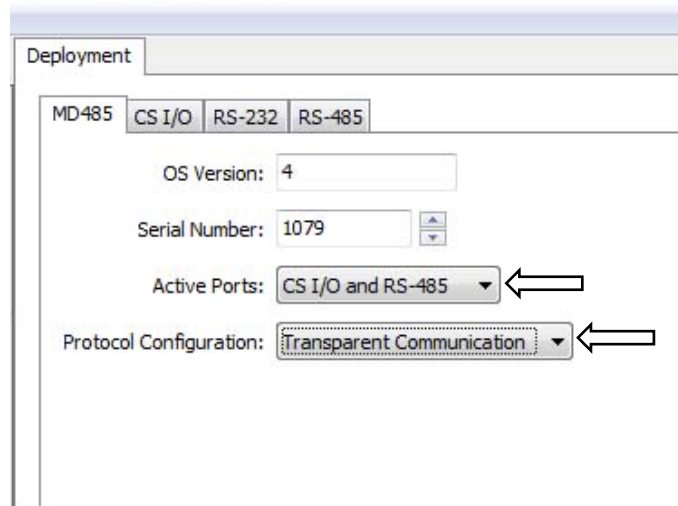 Deployment
MD485 CS I/O RS-232 RS-485
OS Version: 4
Serial Number: 1079
Active Ports: CS I/O and RS-485
Protocol Configuration: Transparent Communication